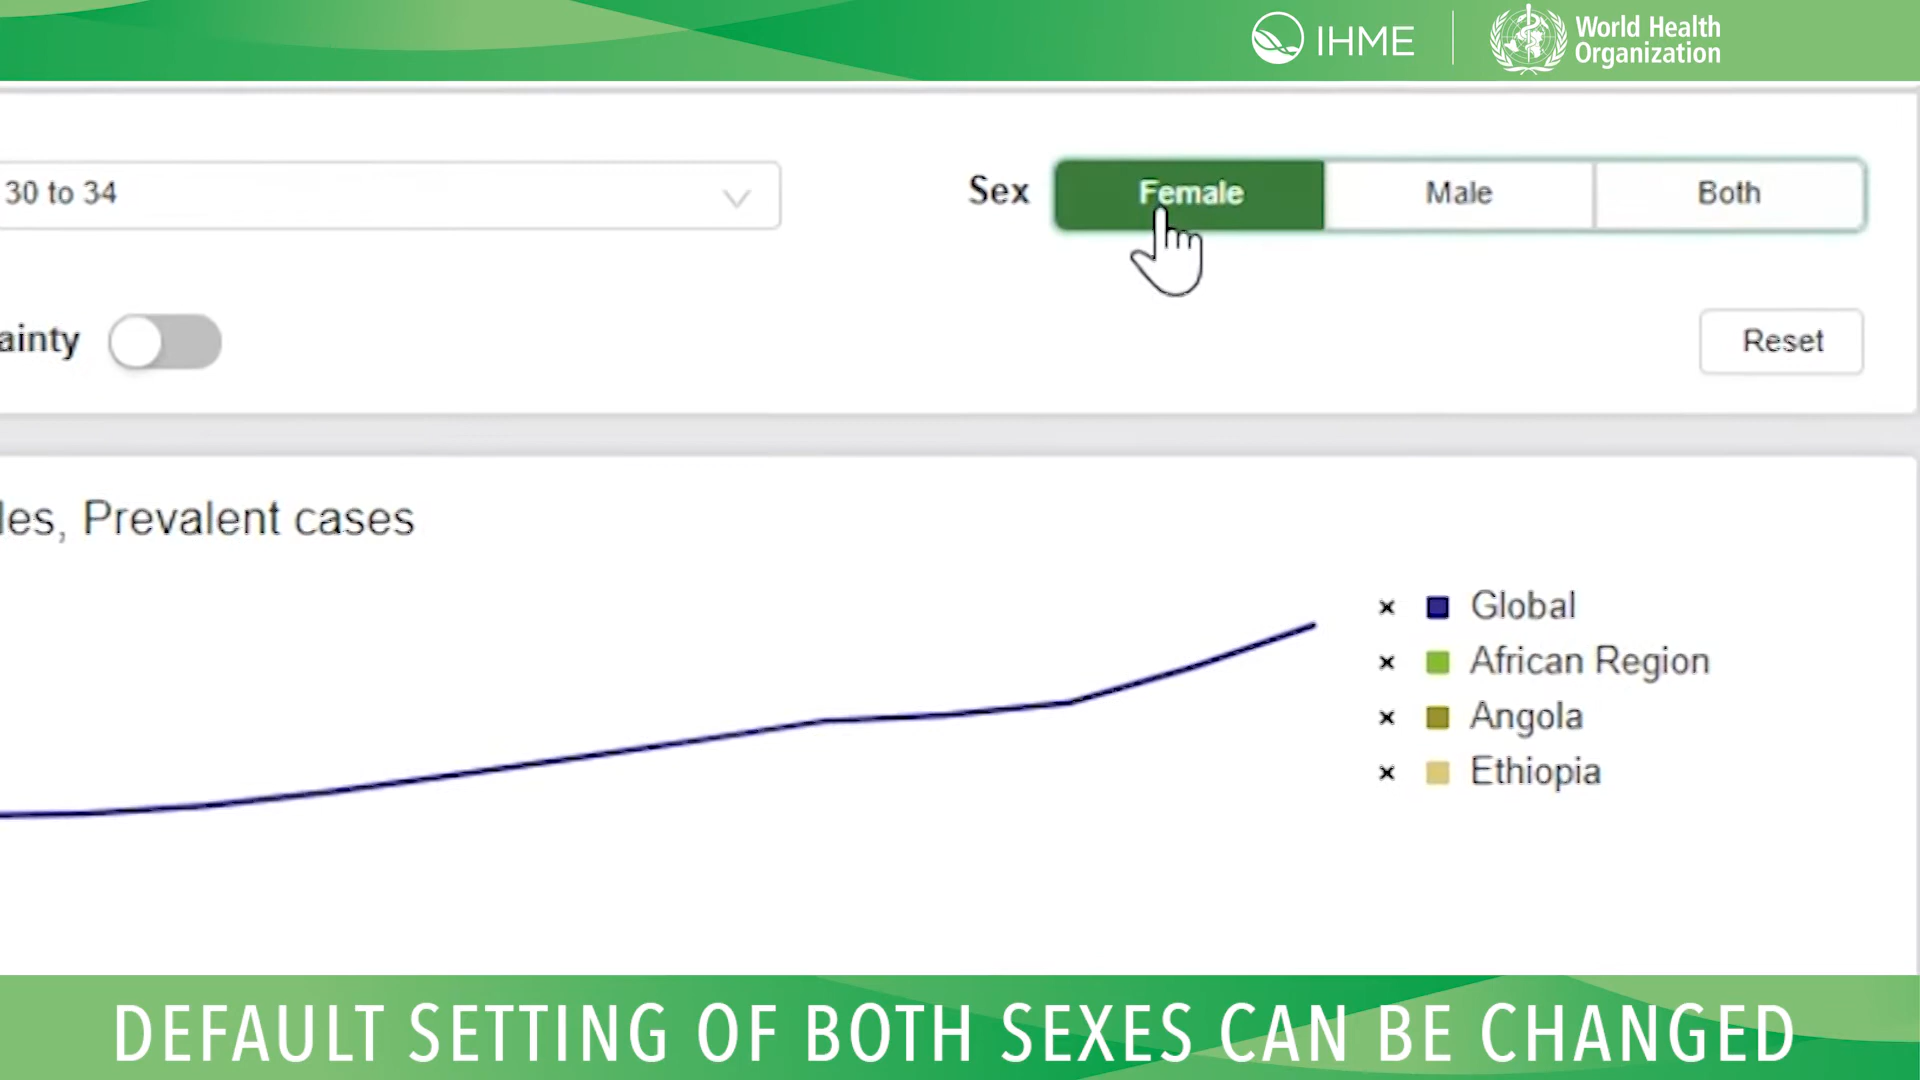 IHME
World Health
Organization
30 to 34
Sex
Female
Male
Both
ainty
Reset
les, Prevalent cases
× Global
× African Region
× Angola
× Ethiopia
DEFAULT SETTING OF BOTH SEXES CAN BE CHANGED